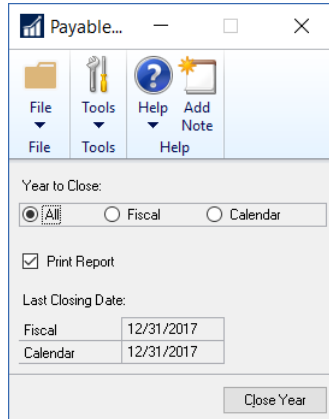 Payable...
File Tools Help Add Note
File Tools Help
Year to Close:
All Fiscal Calendar
Print Report
Last Closing Date:
Fiscal 12/31/2017
Calendar 12/31/2017
Close Year